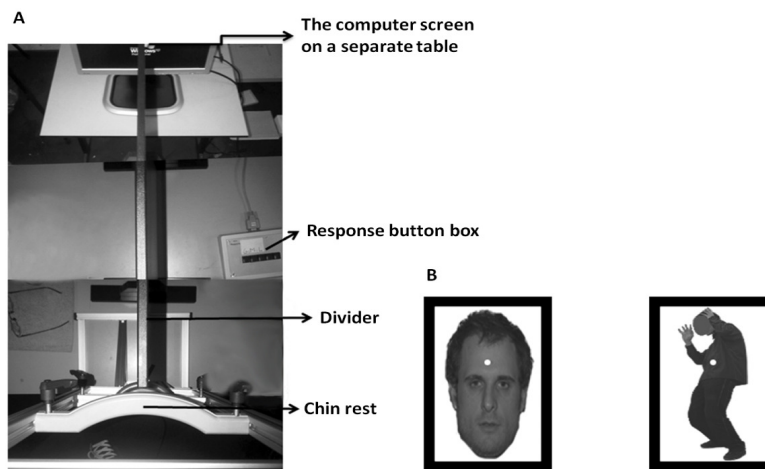 A
The computer screen
on a separate table
Response button box
B
Divider
Chin rest